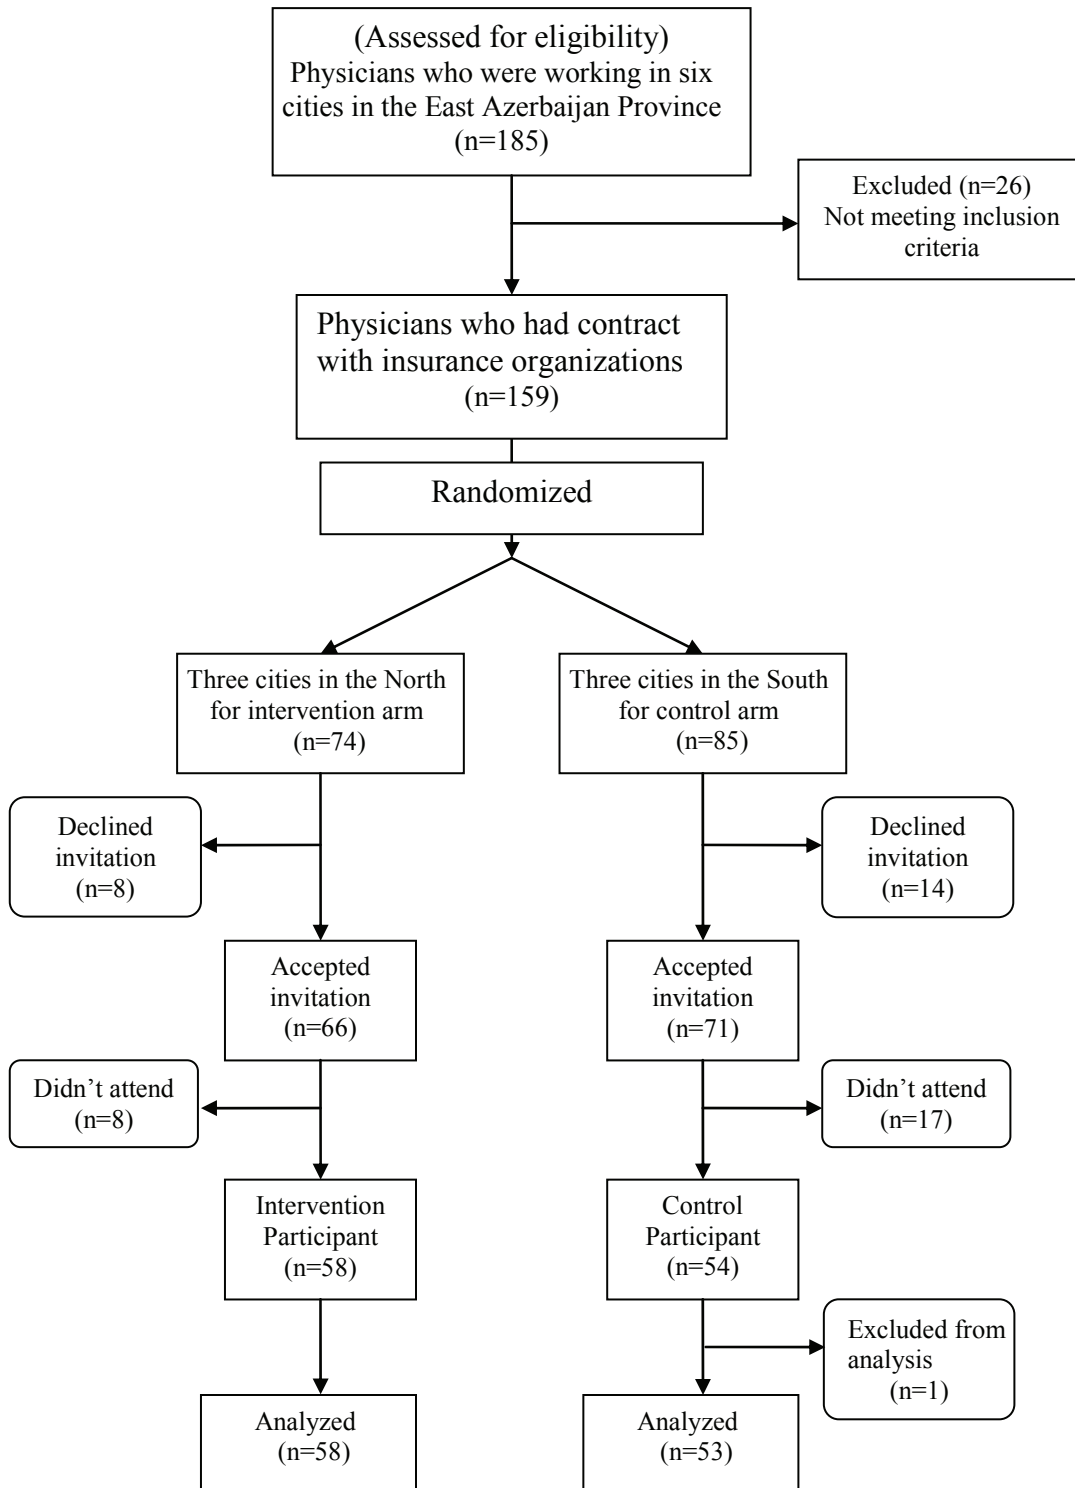 (Assessed for eligibility)
Physicians who were working in six
cities in the East Azerbaijan Province
(n=185)
Excluded (n=26)
Not meeting inclusion
criteria
Physicians who had contract
with insurance organizations
(n=159)
Randomized
Three cities in the North
for intervention arm
(n=74)
Three cities in the South
for control arm
(n=85)
Declined
invitation
(n=8)
Declined
invitation
(n=14)
Accepted
invitation
(n=66)
Accepted
invitation
(n=71)
Didn’t attend
(n=8)
Didn’t attend
(n=17)
Intervention
Participant
(n=58)
Control
Participant
(n=54)
Excluded from
analysis
(n=1)
Analyzed
(n=58)
Analyzed
(n=53)